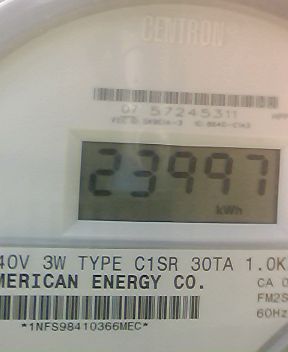 CENTRON
07 57245311
23997
kWh
40V 3W TYPE C1SR 30TA 1.0K
MERICAN ENERGY CO.
CA 0
FM2S
60Hz
*1NFS98410366MEC*